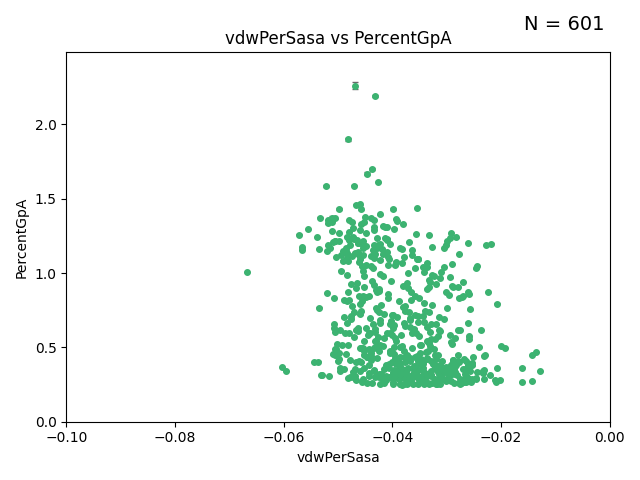 N = 601
vdwPerSasa vs PercentGpA
PercentGpA
2.0
1.5
1.0
0.5
0.0
−0.10 −0.08 −0.06 −0.04 −0.02 0.00
vdwPerSasa